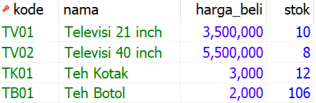 kode nama harga_beli stok
TV01 Televisi 21 inch 3,500,000 10
TV02 Televisi 40 inch 5,500,000 8
TK01 Teh Kotak 3,000 12
TB01 Teh Botol 2,000 106